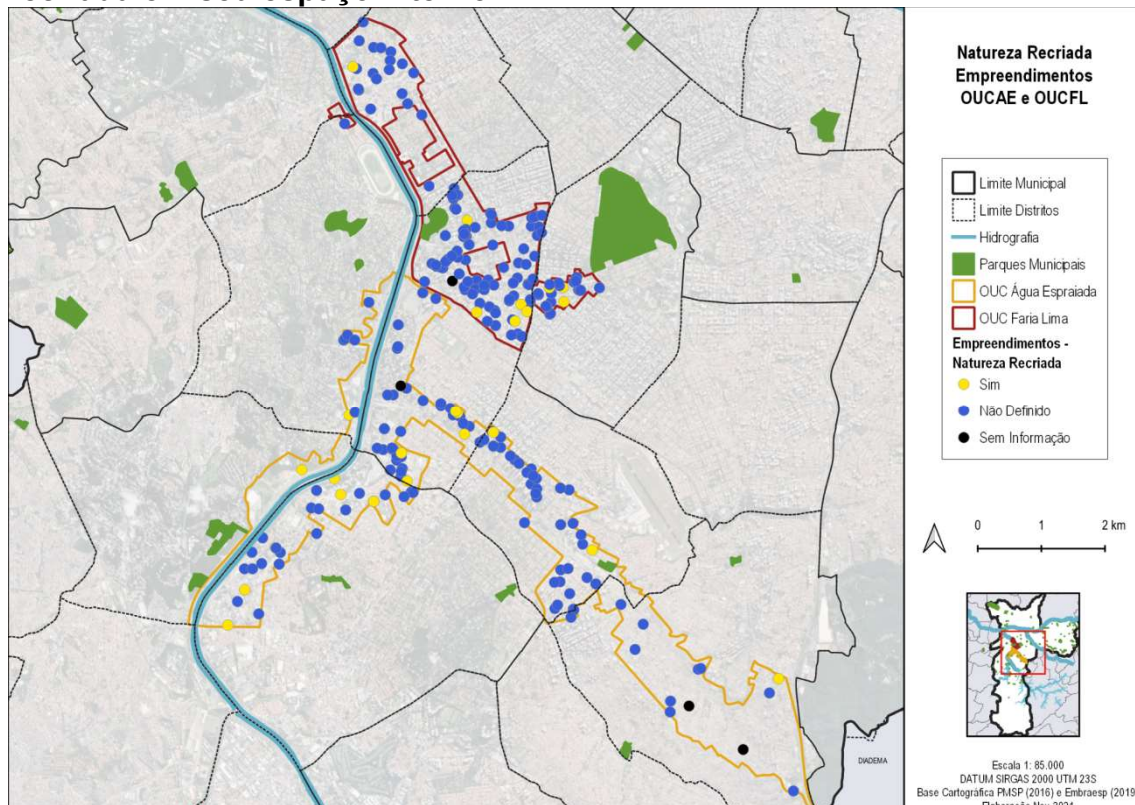 Natureza Recriada
Empreendimentos
OUCAE e OUCFL
Limite Municipal
Limite Distritos
Hidrografia
Parques Municipais
OUC Água Espraiada
OUC Faria Lima
Empreendimentos -
Natureza Recriada
Sim
Não Definido
Sem Informação
0 1 2 km
DIADEMA
Escala 1: 85.000
DATUM SIRGAS 2000 UTM 23S
Base Cartográfica PMSP (2016) e Embraesp (2019